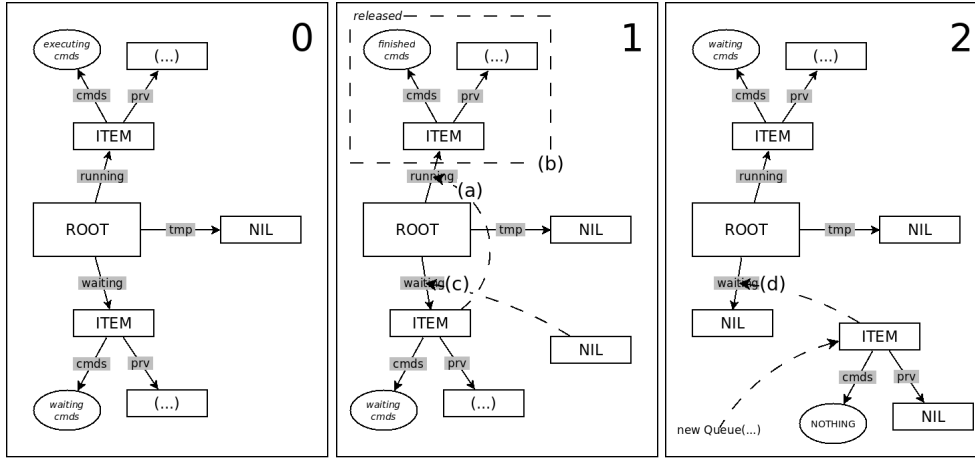 0
executing
cmds
(...)
cmds
prv
ITEM
running
ROOT
tmp
NIL
waiting
ITEM
cmds
prv
waiting
cmds
(...)
released
1
finished
cmds
(...)
cmds
prv
ITEM
(b)
running
(a)
ROOT
tmp
NIL
waiting
(c)
ITEM
NIL
cmds
prv
waiting
cmds
(...)
2
waiting
cmds
(...)
cmds
prv
ITEM
running
ROOT
tmp
NIL
waiting
(d)
NIL
ITEM
cmds
prv
new Queue(...)
NOTHING
NIL